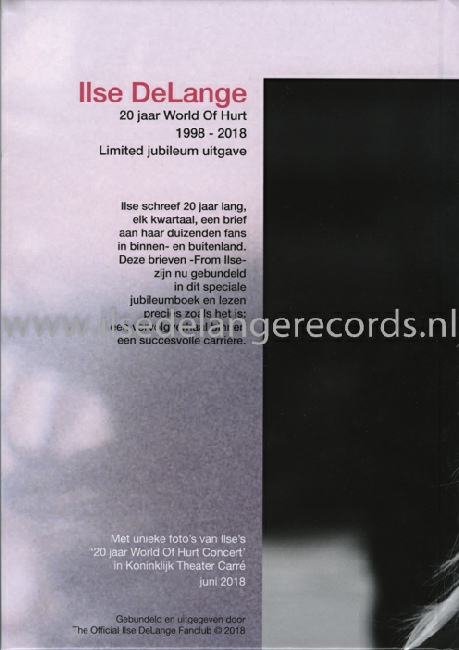 Ilse DeLange
20 jaar World Of Hurt
1998 - 2018
Limited jubileum uitgave
Ilse schreef 20 jaar lang,
elk kwartaal, een brief
aan haar duizenden fans
in binnen- en buitenland.
Deze brieven -From Ilse-
zijn nu gebundeld
in dit speciale
jubileumboek en lezen
precies zoals het is:
www.ilsedelangerecords.nl
een succesvolle carrière.
Met unieke foto's van Ilse's
'20 jaar World Of Hurt Concert'
in Koninklijk Theater Carré
juni 2018
Gebundeld en uitgegeven door
The Official Ilse DeLange Fanclub © 2018